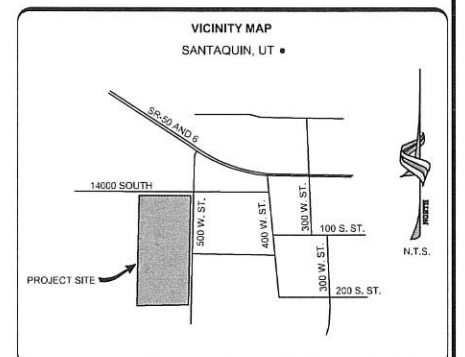 VICINITY MAP
SANTAQUIN, UT
SR-50 AND 6
14000 SOUTH
300 W. ST.
500 W. ST.
400 W. ST.
100 S. ST.
300 W. ST.
200 S. ST.
PROJECT SITE
NORTH
N.T.S.